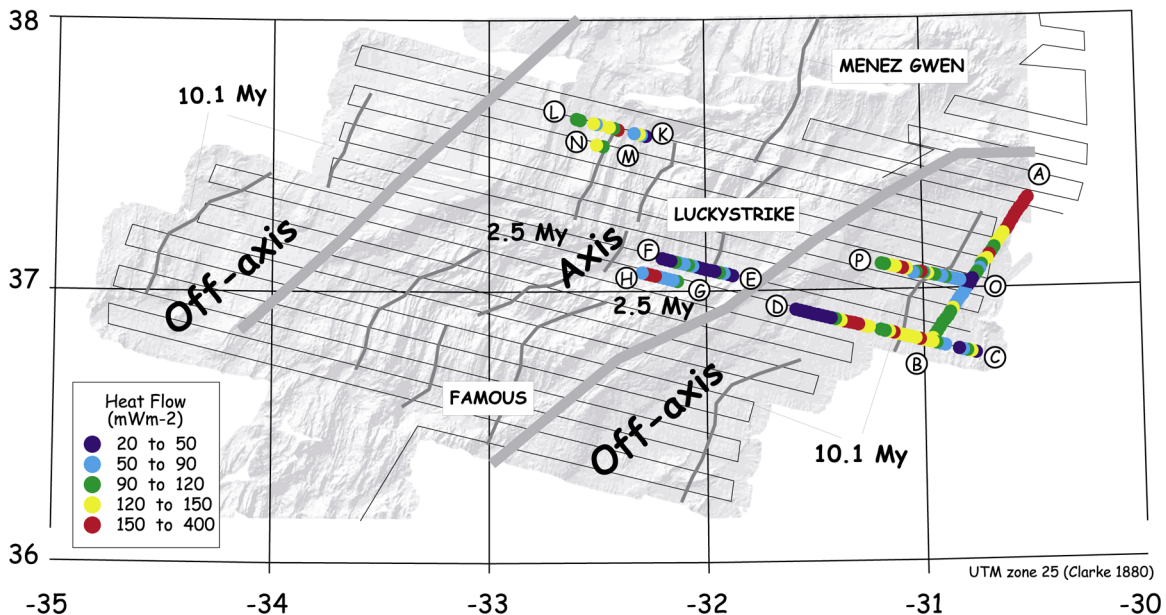 38
MENEZ GWEN
10.1 My
L
K
N
M
A
LUCKYSTRIKE
2.5 My
Off-axis
Axis
F
E
P
H
G
O
37
2.5 My
D
C
B
Off-axis
FAMOUS
Heat Flow
(mWm-2)
20 to 50
50 to 90
90 to 120
120 to 150
150 to 400
10.1 My
36
UTM zone 25 (Clarke 1880)
-35 -34 -33 -32 -31 -30